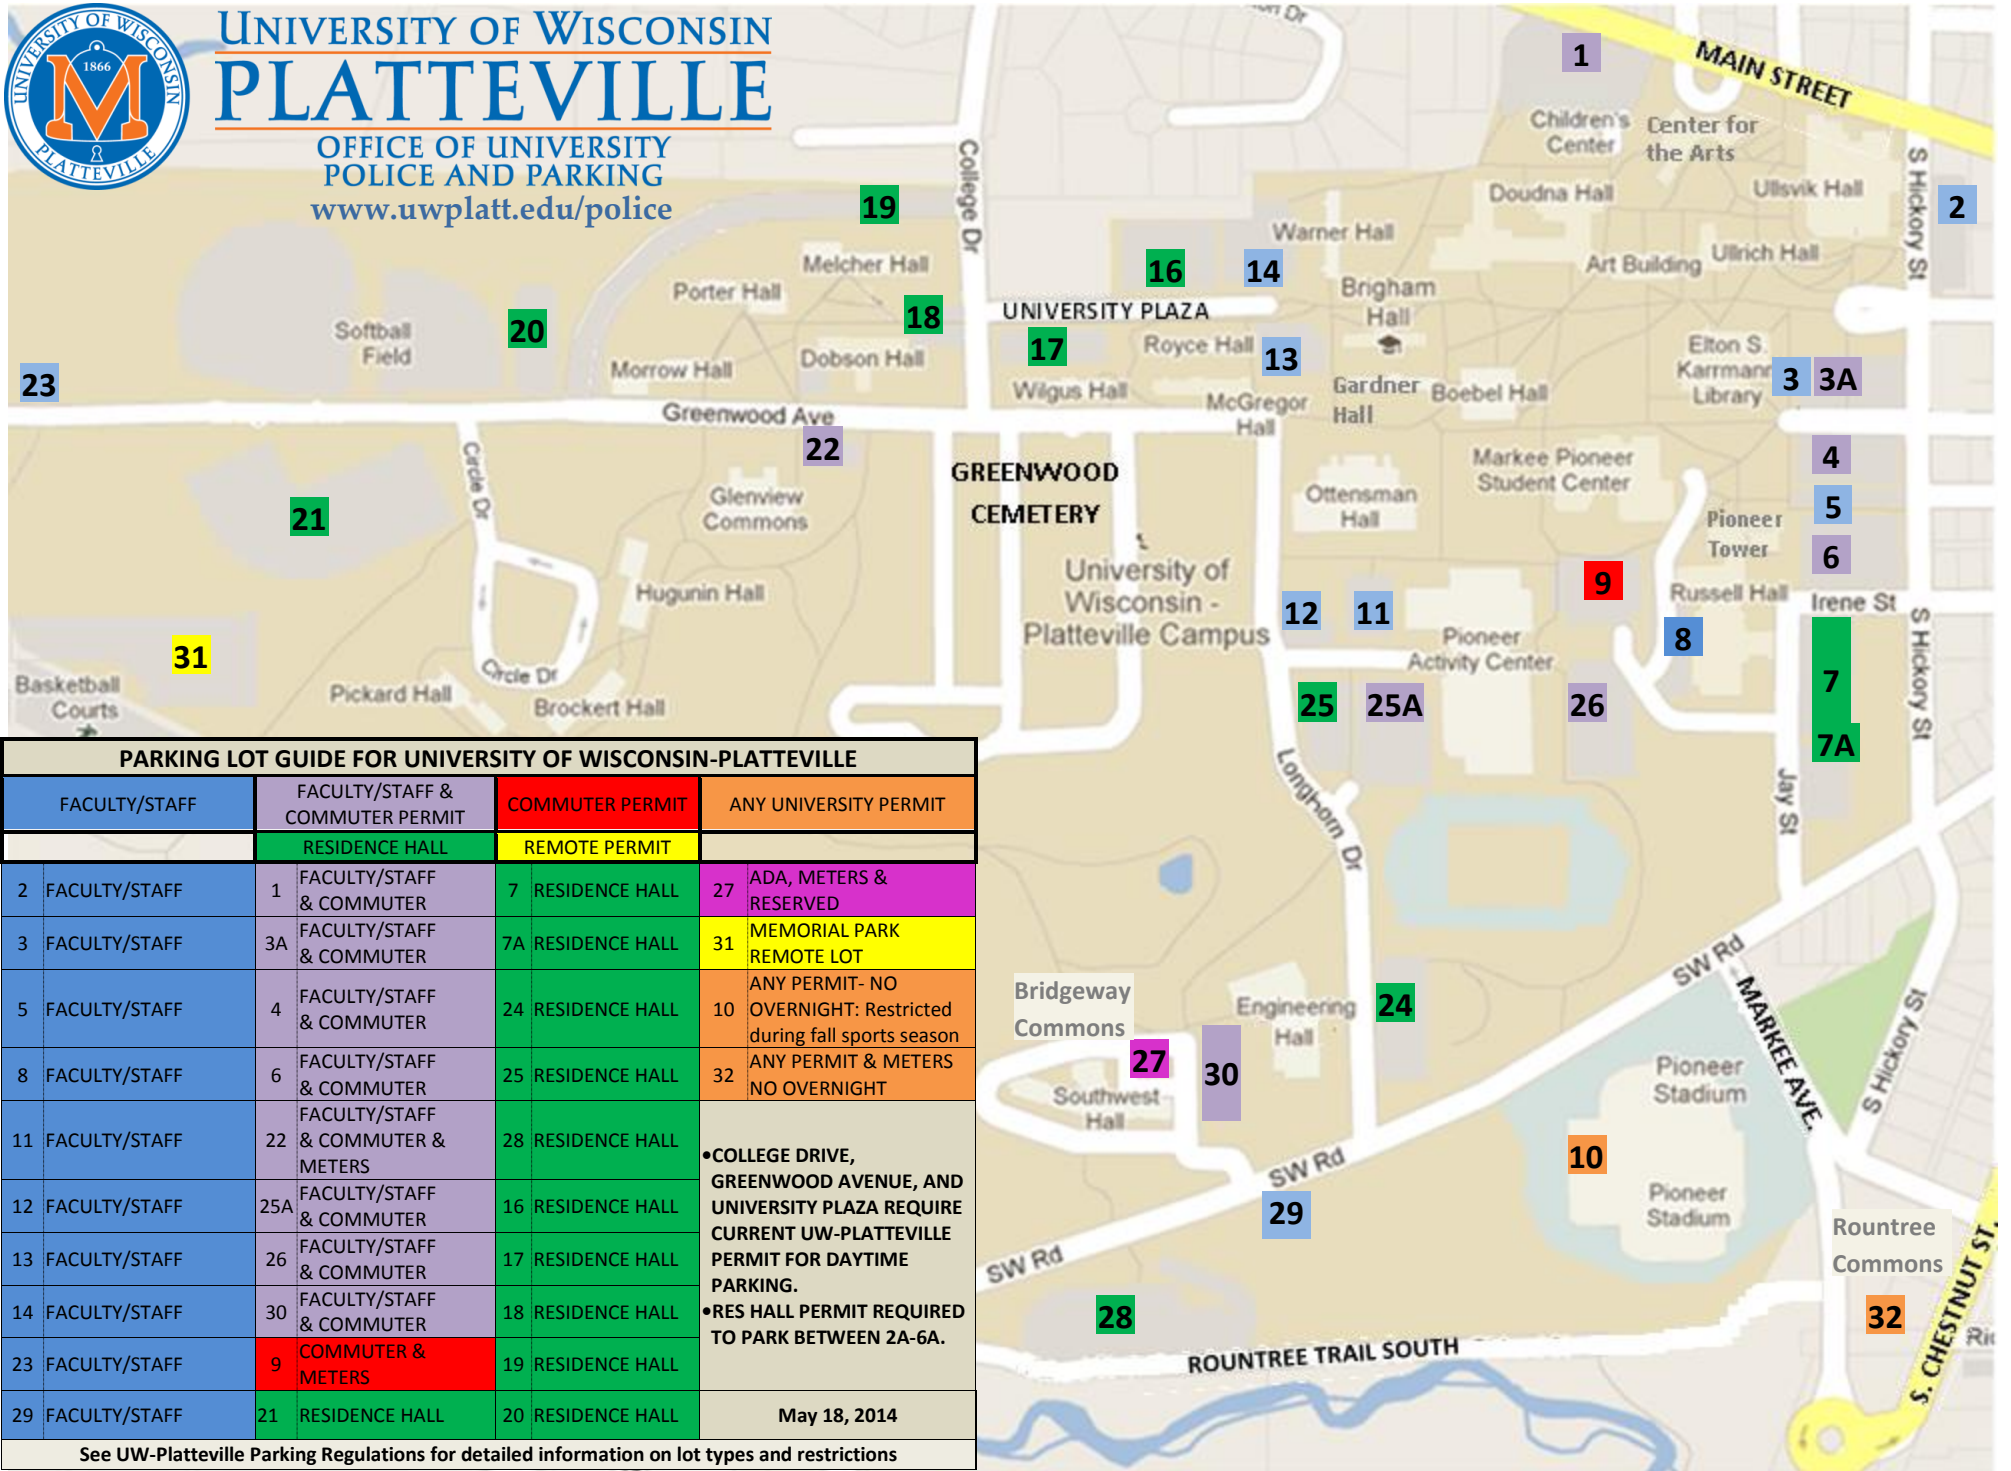 UNIVERSITY OF WISCONSIN
PLATTEVILLE
1866
M
UNIVERSITY OF WISCONSIN
PLATTEVILLE
OFFICE OF UNIVERSITY
POLICE AND PARKING
www.uwplatt.edu/police
1
MAIN STREET
Children's
Center
Center for
the Arts
College Dr
S Hickory St
19
Doudna Hall
Ullsvik Hall
2
Warner Hall
Melcher Hall
16
14
Art Building
Ullrich Hall
Porter Hall
Brigham
Hall
18
UNIVERSITY PLAZA
20
Softball
Field
17
Royce Hall
13
Elton S.
Karrmann
Library
3
3A
Morrow Hall
Dobson Hall
23
Wilgus Hall
McGregor
Hall
Gardner
Hall
Boebel Hall
Greenwood Ave
22
4
Circle Dr
GREENWOOD
CEMETERY
Markee Pioneer
Student Center
Glenview
Commons
Ottensman
Hall
5
21
Pioneer
Tower
6
University of
Wisconsin -
Platteville Campus
9
Hugunin Hall
Russell Hall
Irene St
12
11
8
31
Pioneer
Activity Center
S Hickory St
7
Basketball
Courts
Pickard Hall
Circle Dr
Brockert Hall
25
25A
26
7A
Longhorn Dr
Jay St
PARKING LOT GUIDE FOR UNIVERSITY OF WISCONSIN-PLATTEVILLE
FACULTY/STAFF
FACULTY/STAFF &
COMMUTER PERMIT
COMMUTER PERMIT
ANY UNIVERSITY PERMIT
RESIDENCE HALL
REMOTE PERMIT
2 FACULTY/STAFF
1 FACULTY/STAFF
& COMMUTER
7 RESIDENCE HALL
27 ADA, METERS &
RESERVED
3 FACULTY/STAFF
3A FACULTY/STAFF
& COMMUTER
7A RESIDENCE HALL
31 MEMORIAL PARK
REMOTE LOT
5 FACULTY/STAFF
4 FACULTY/STAFF
& COMMUTER
24 RESIDENCE HALL
10 ANY PERMIT- NO
OVERNIGHT: Restricted
during fall sports season
8 FACULTY/STAFF
6 FACULTY/STAFF
& COMMUTER
25 RESIDENCE HALL
32 ANY PERMIT & METERS
NO OVERNIGHT
11 FACULTY/STAFF
22 FACULTY/STAFF
& COMMUTER &
METERS
28 RESIDENCE HALL
12 FACULTY/STAFF
25A FACULTY/STAFF
& COMMUTER
16 RESIDENCE HALL
13 FACULTY/STAFF
26 FACULTY/STAFF
& COMMUTER
17 RESIDENCE HALL
14 FACULTY/STAFF
30 FACULTY/STAFF
& COMMUTER
18 RESIDENCE HALL
23 FACULTY/STAFF
9 COMMUTER &
METERS
19 RESIDENCE HALL
29 FACULTY/STAFF
21 RESIDENCE HALL
20 RESIDENCE HALL
•COLLEGE DRIVE,
GREENWOOD AVENUE, AND
UNIVERSITY PLAZA REQUIRE
CURRENT UW-PLATTEVILLE
PERMIT FOR DAYTIME
PARKING.
•RES HALL PERMIT REQUIRED
TO PARK BETWEEN 2A-6A.
May 18, 2014
See UW-Platteville Parking Regulations for detailed information on lot types and restrictions
SW Rd
MARKEE AVE.
S Hickory St
Bridgeway
Commons
Engineering
Hall
24
27
30
Southwest
Hall
Pioneer
Stadium
SW Rd
10
29
Pioneer
Stadium
SW Rd
Rountree
Commons
28
32
S. CHESTNUT ST.
ROUNTREE TRAIL SOUTH